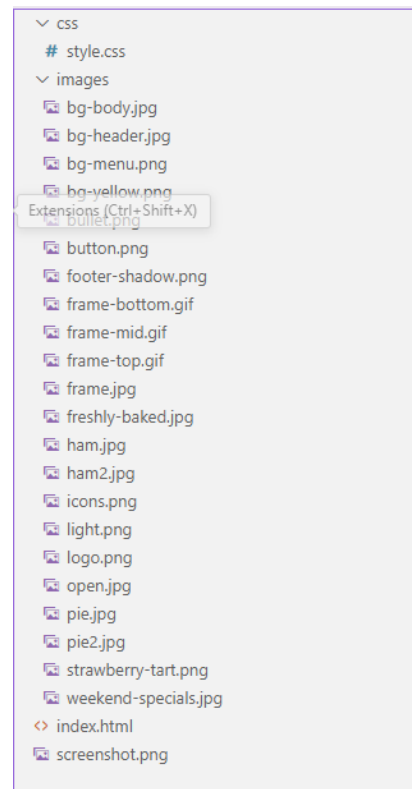 css
# style.css
images
bg-body.jpg
bg-header.jpg
bg-menu.png
bg-yellow.png
Extensions (Ctrl+Shift+X)
bullet.png
button.png
footer-shadow.png
frame-bottom.gif
frame-mid.gif
frame-top.gif
frame.jpg
freshly-baked.jpg
ham.jpg
ham2.jpg
icons.png
light.png
logo.png
open.jpg
pie.jpg
pie2.jpg
strawberry-tart.png
weekend-specials.jpg
<> index.html
screenshot.png